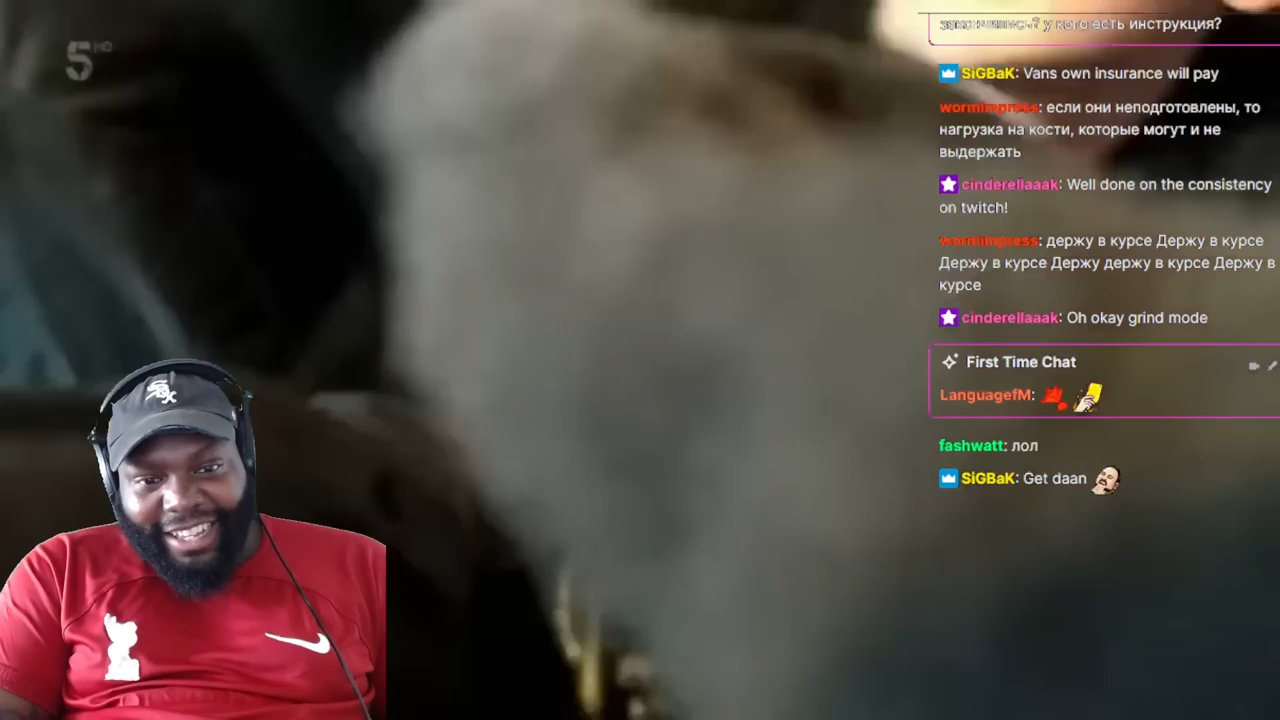 5HD
закончились? у кого есть инструкция?
SiGBaK: Vans own insurance will pay
wormimpress: если они неподготовлены, то
нагрузка на кости, которые могут и не
выдержать
cinderellaaak: Well done on the consistency
on twitch!
wormimpress: держу в курсе Держу в курсе
Держу в курсе Держу держу в курсе Держу в
курсе
cinderellaaak: Oh okay grind mode
First Time Chat
LanguagefM:
fashwatt: лол
SiGBaK: Get daan